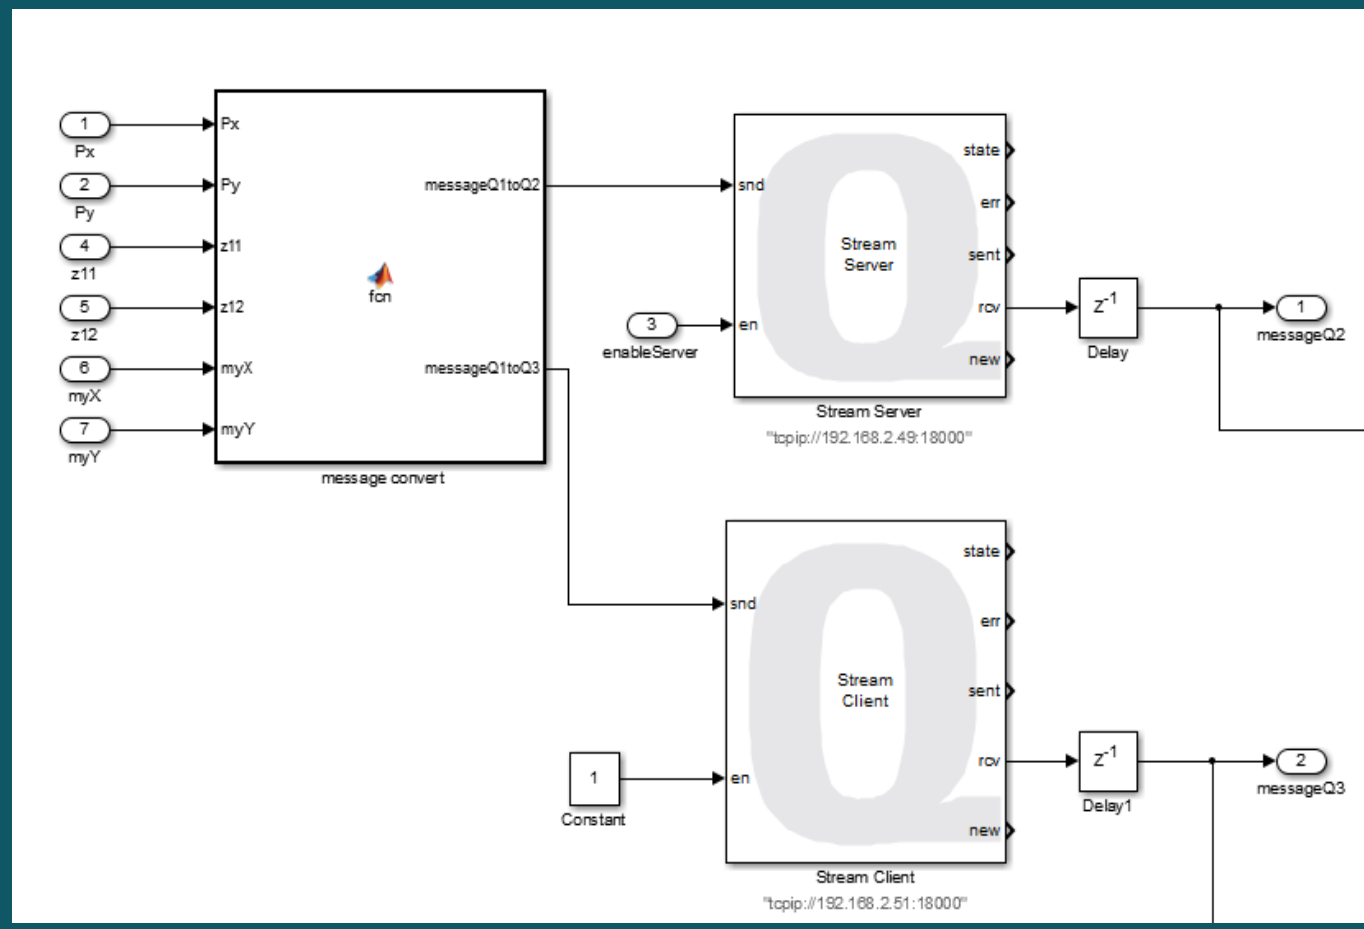 1
Px
2
Py
4
z11
5
z12
6
myX
7
myY
Px
Py
z11
z12
myX
myY
fcn
messageQ1toQ2
messageQ1toQ3
message convert
3
enableServer
snd
en
Stream
Server
state
err
sent
rcv
new
Stream Server
"tcpip://192.168.2.49:18000"
z-1
Delay
1
messageQ2
1
Constant
snd
en
Stream
Client
state
err
sent
rcv
new
Stream Client
"tcpip://192.168.2.51:18000"
z-1
Delay1
2
messageQ3